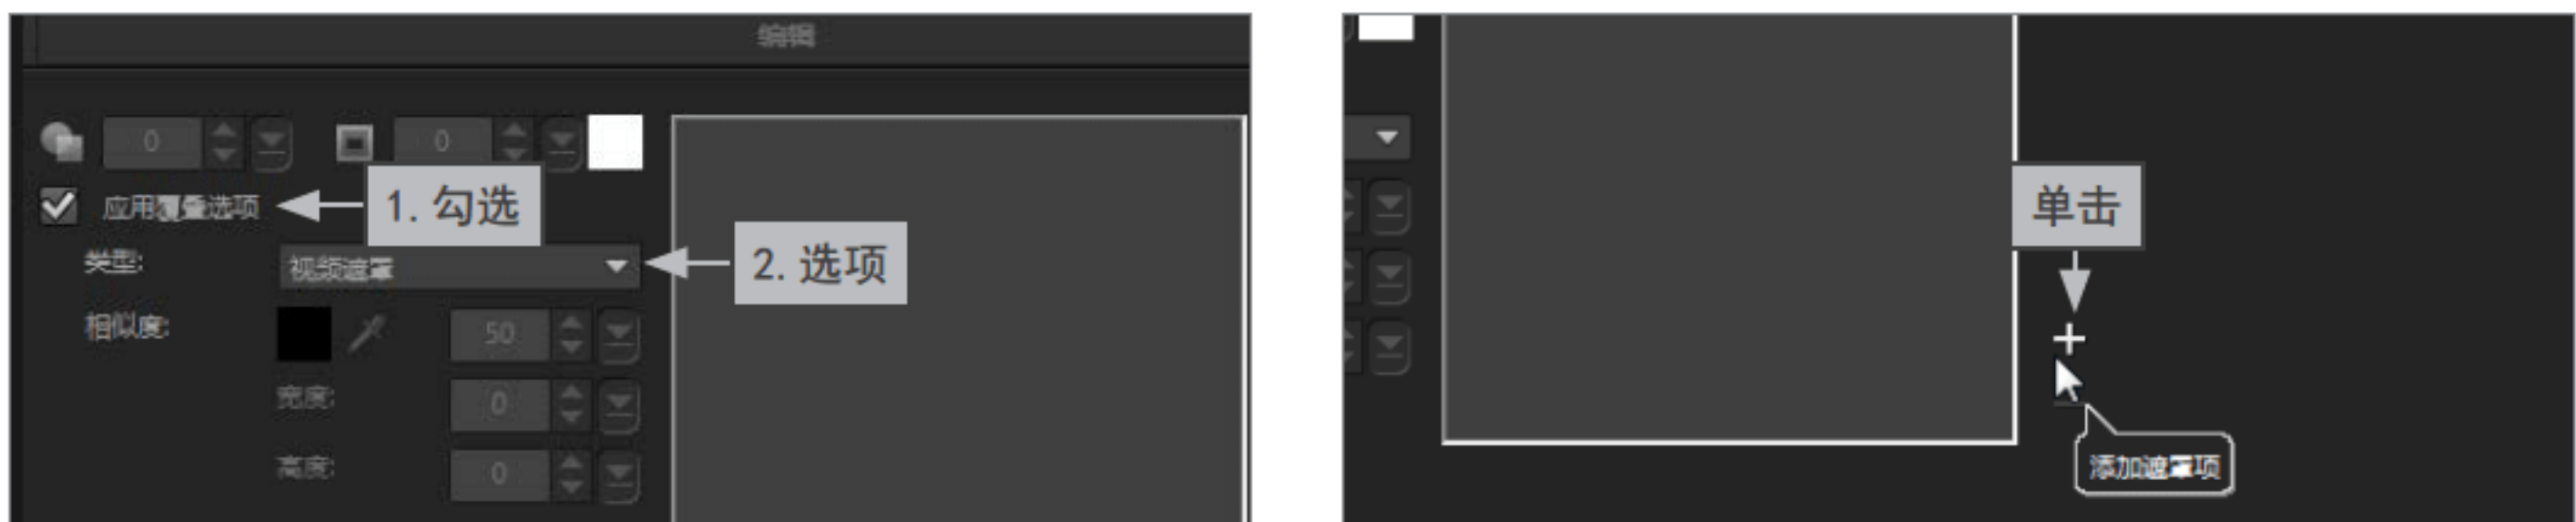 编辑
0 0
应用覆叠选项
1. 勾选
类型:
视频遮罩
2. 选项
相似度:
50
宽度:
0
高度:
0
单击
添加遮罩项